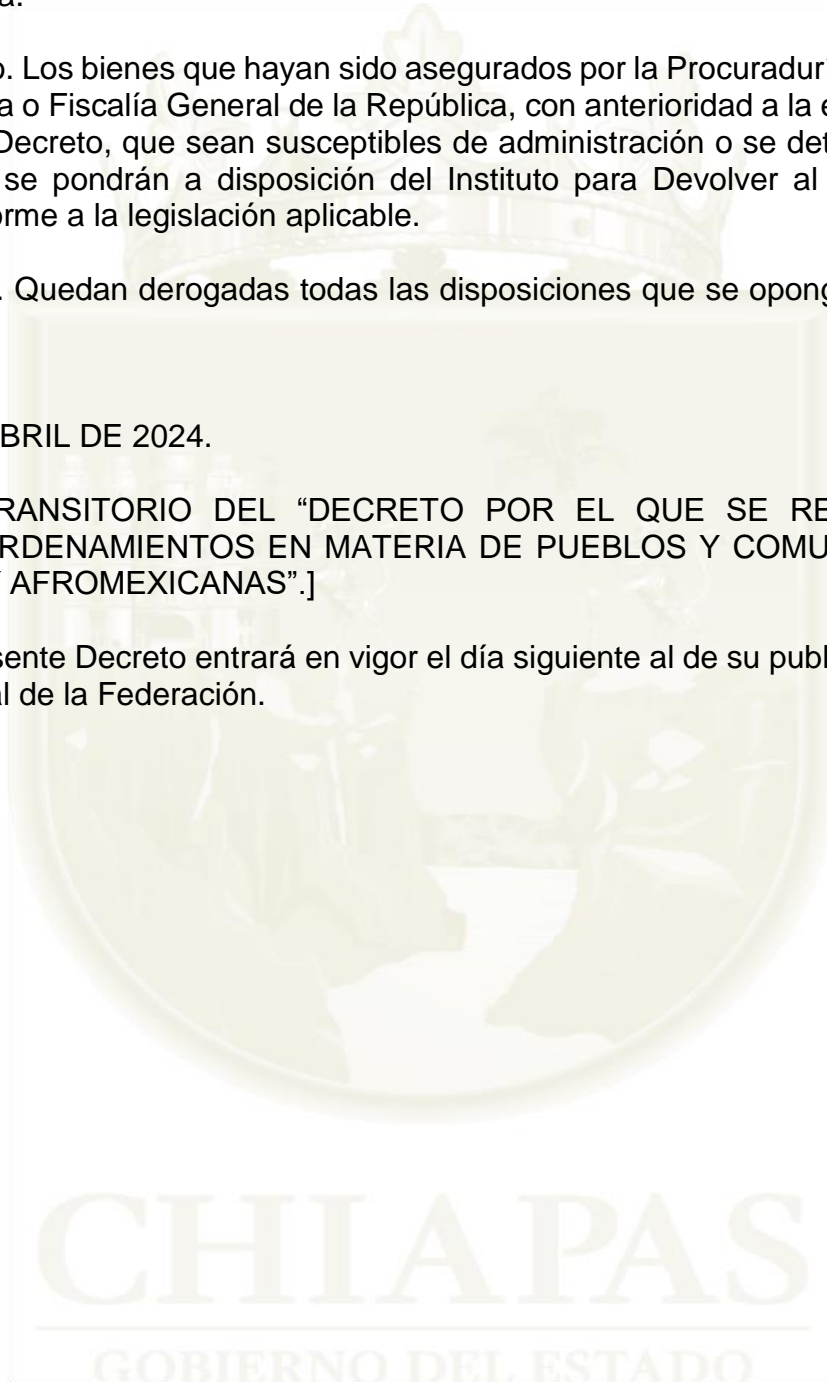 a.
o. Los bienes que hayan sido asegurados por la Procuradur
a o Fiscalía General de la República, con anterioridad a la e
Decreto, que sean susceptibles de administración o se det
se pondrán a disposición del Instituto para Devolver al
orme a la legislación aplicable.
. Quedan derogadas todas las disposiciones que se opong
BRIL DE 2024.
RANSITORIO DEL “DECRETO POR EL QUE SE RE
RDENAMIENTOS EN MATERIA DE PUEBLOS Y COMU
Y AFROMEXICANAS”.]
sente Decreto entrará en vigor el día siguiente al de su publ
al de la Federación.
CHIAPAS
GOBIERNO DEL ESTADO